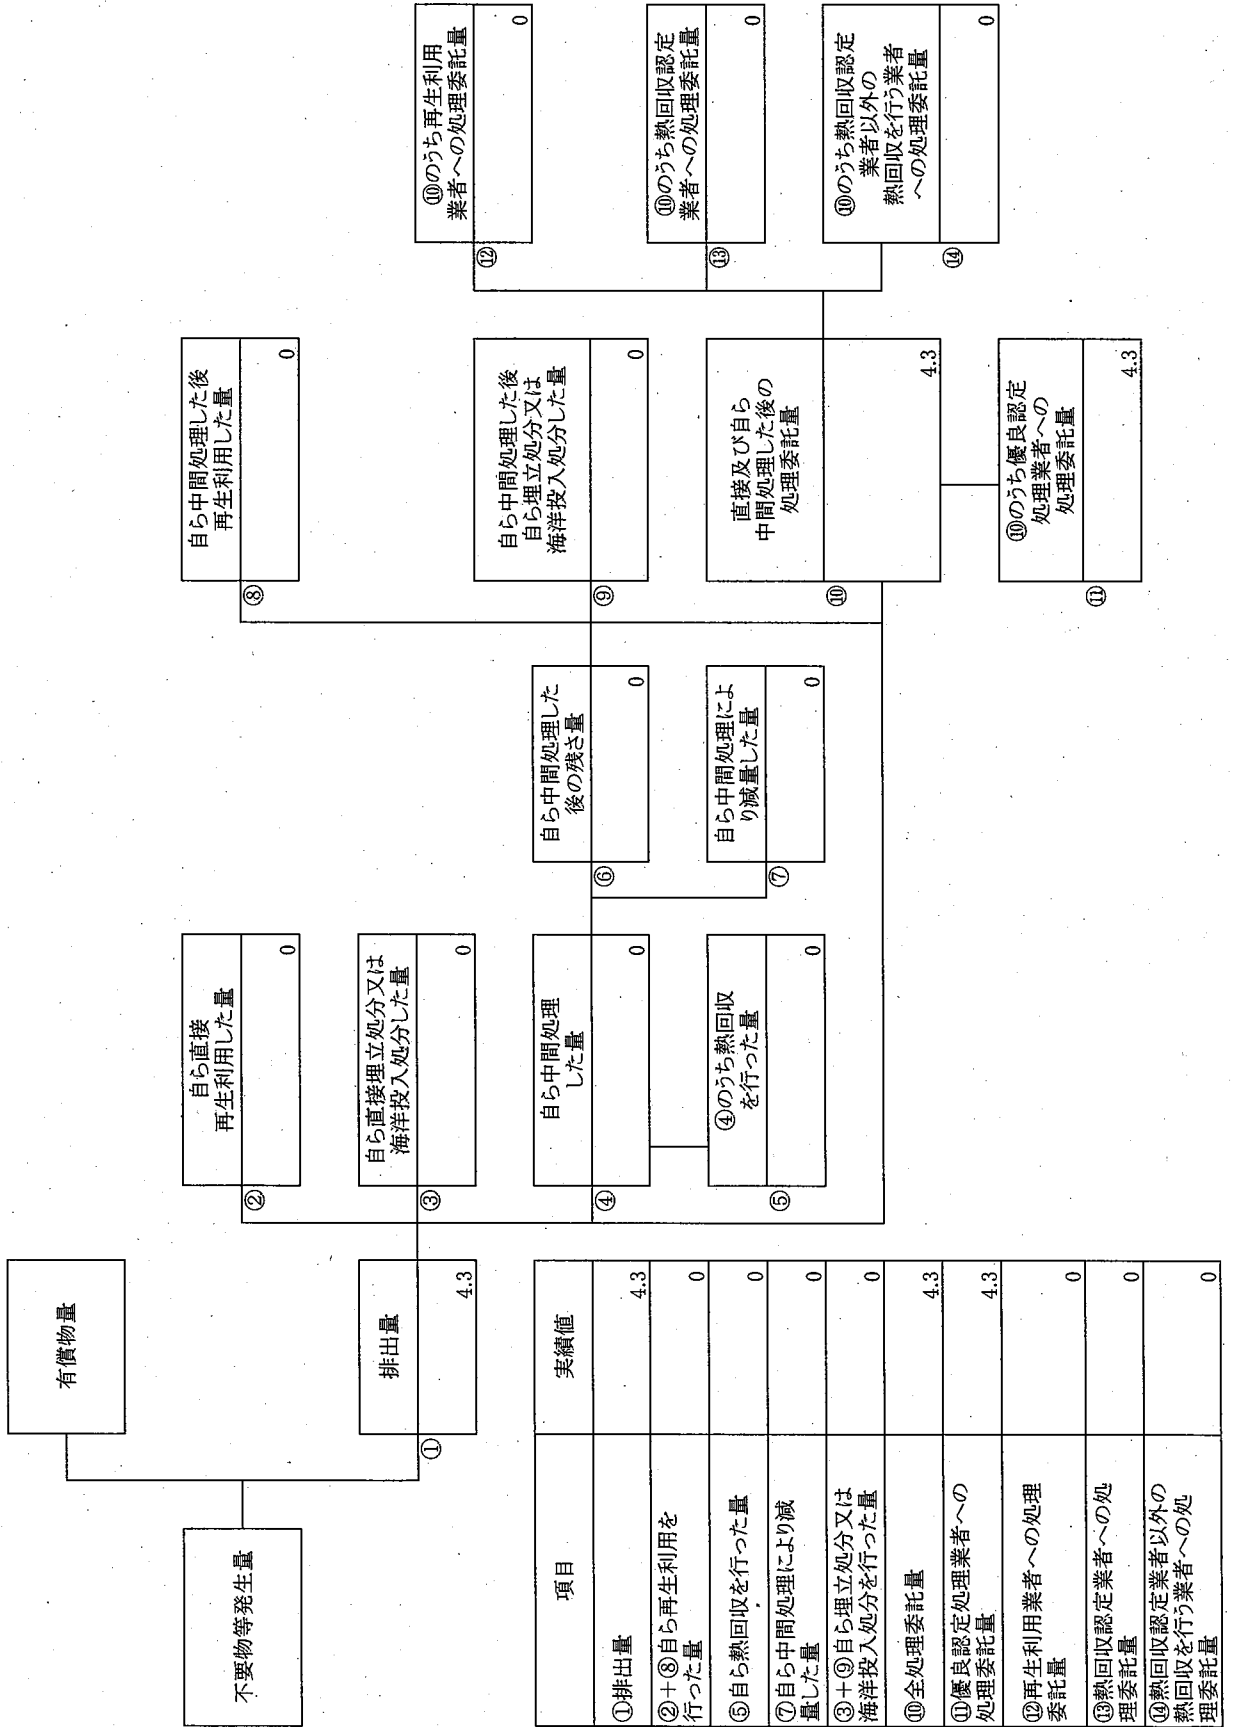 不要物等発生量
有償物量
①
排出量
4.3
②
自ら直接
再生利用した量
0
③
自ら直接埋立処分又は
海洋投入処分した量
0
④
自ら中間処理
した量
0
⑤
④のうち熱回収
を行った量
0
⑥
自ら中間処理した
後の残さ量
0
⑦
自ら中間処理によ
り減量した量
0
⑧
自ら中間処理した後
再生利用した量
0
⑨
自ら中間処理した後
自ら埋立処分又は
海洋投入処分した量
0
⑩
直接及び自ら
中間処理した後の
処理委託量
4.3
⑪
⑩のうち優良認定
処理業者への
処理委託量
4.3
⑫
⑩のうち再生利用
業者への処理委託量
0
⑬
⑩のうち熱回収認定
業者への処理委託量
0
⑭
⑩のうち熱回収認定
業者以外の
熱回収を行う業者
への処理委託量
0
項目 実績値
①排出量 4.3
②+⑧自ら再生利用を
行った量 0
⑤自ら熱回収を行った量 0
⑦自ら中間処理により減
量した量 0
③+⑨自ら埋立処分又は
海洋投入処分を行った量 0
⑩全処理委託量 4.3
⑪優良認定処理業者への
処理委託量 4.3
⑫再生利用業者への処理
委託量 0
⑬熱回収認定業者への処
理委託量 0
⑭熱回収認定業者以外の
熱回収を行う業者への処
理委託量 0